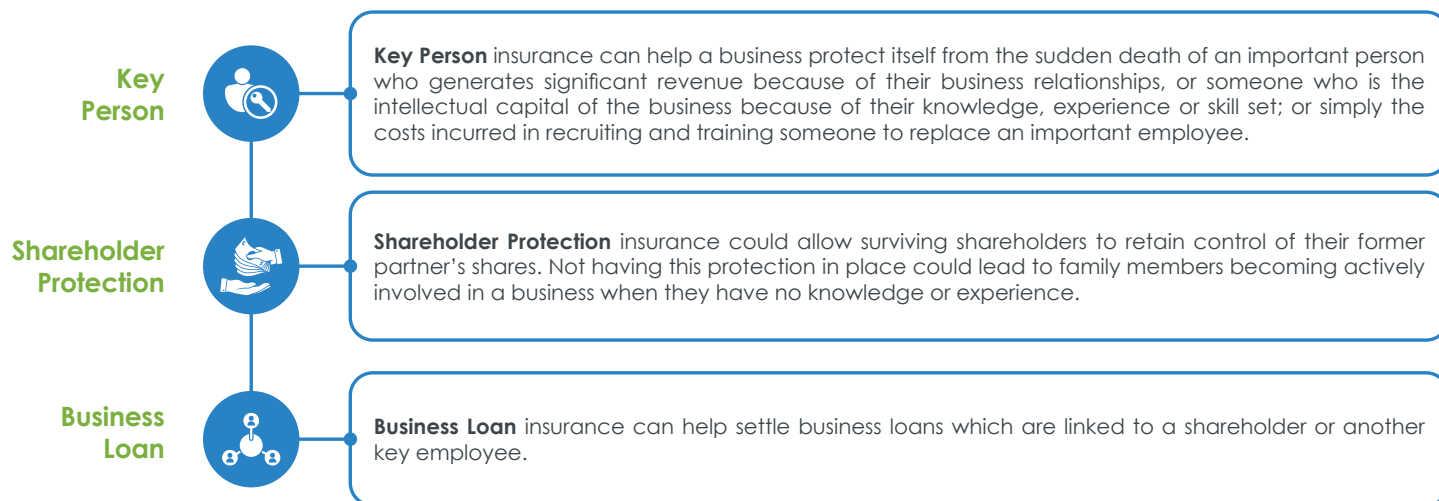 Key
Person
Key Person insurance can help a business protect itself from the sudden death of an important person
who generates significant revenue because of their business relationships, or someone who is the
intellectual capital of the business because of their knowledge, experience or skill set; or simply the
costs incurred in recruiting and training someone to replace an important employee.
Shareholder
Protection
Shareholder Protection insurance could allow surviving shareholders to retain control of their former
partner’s shares. Not having this protection in place could lead to family members becoming actively
involved in a business when they have no knowledge or experience.
Business
Loan
Business Loan insurance can help settle business loans which are linked to a shareholder or another
key employee.